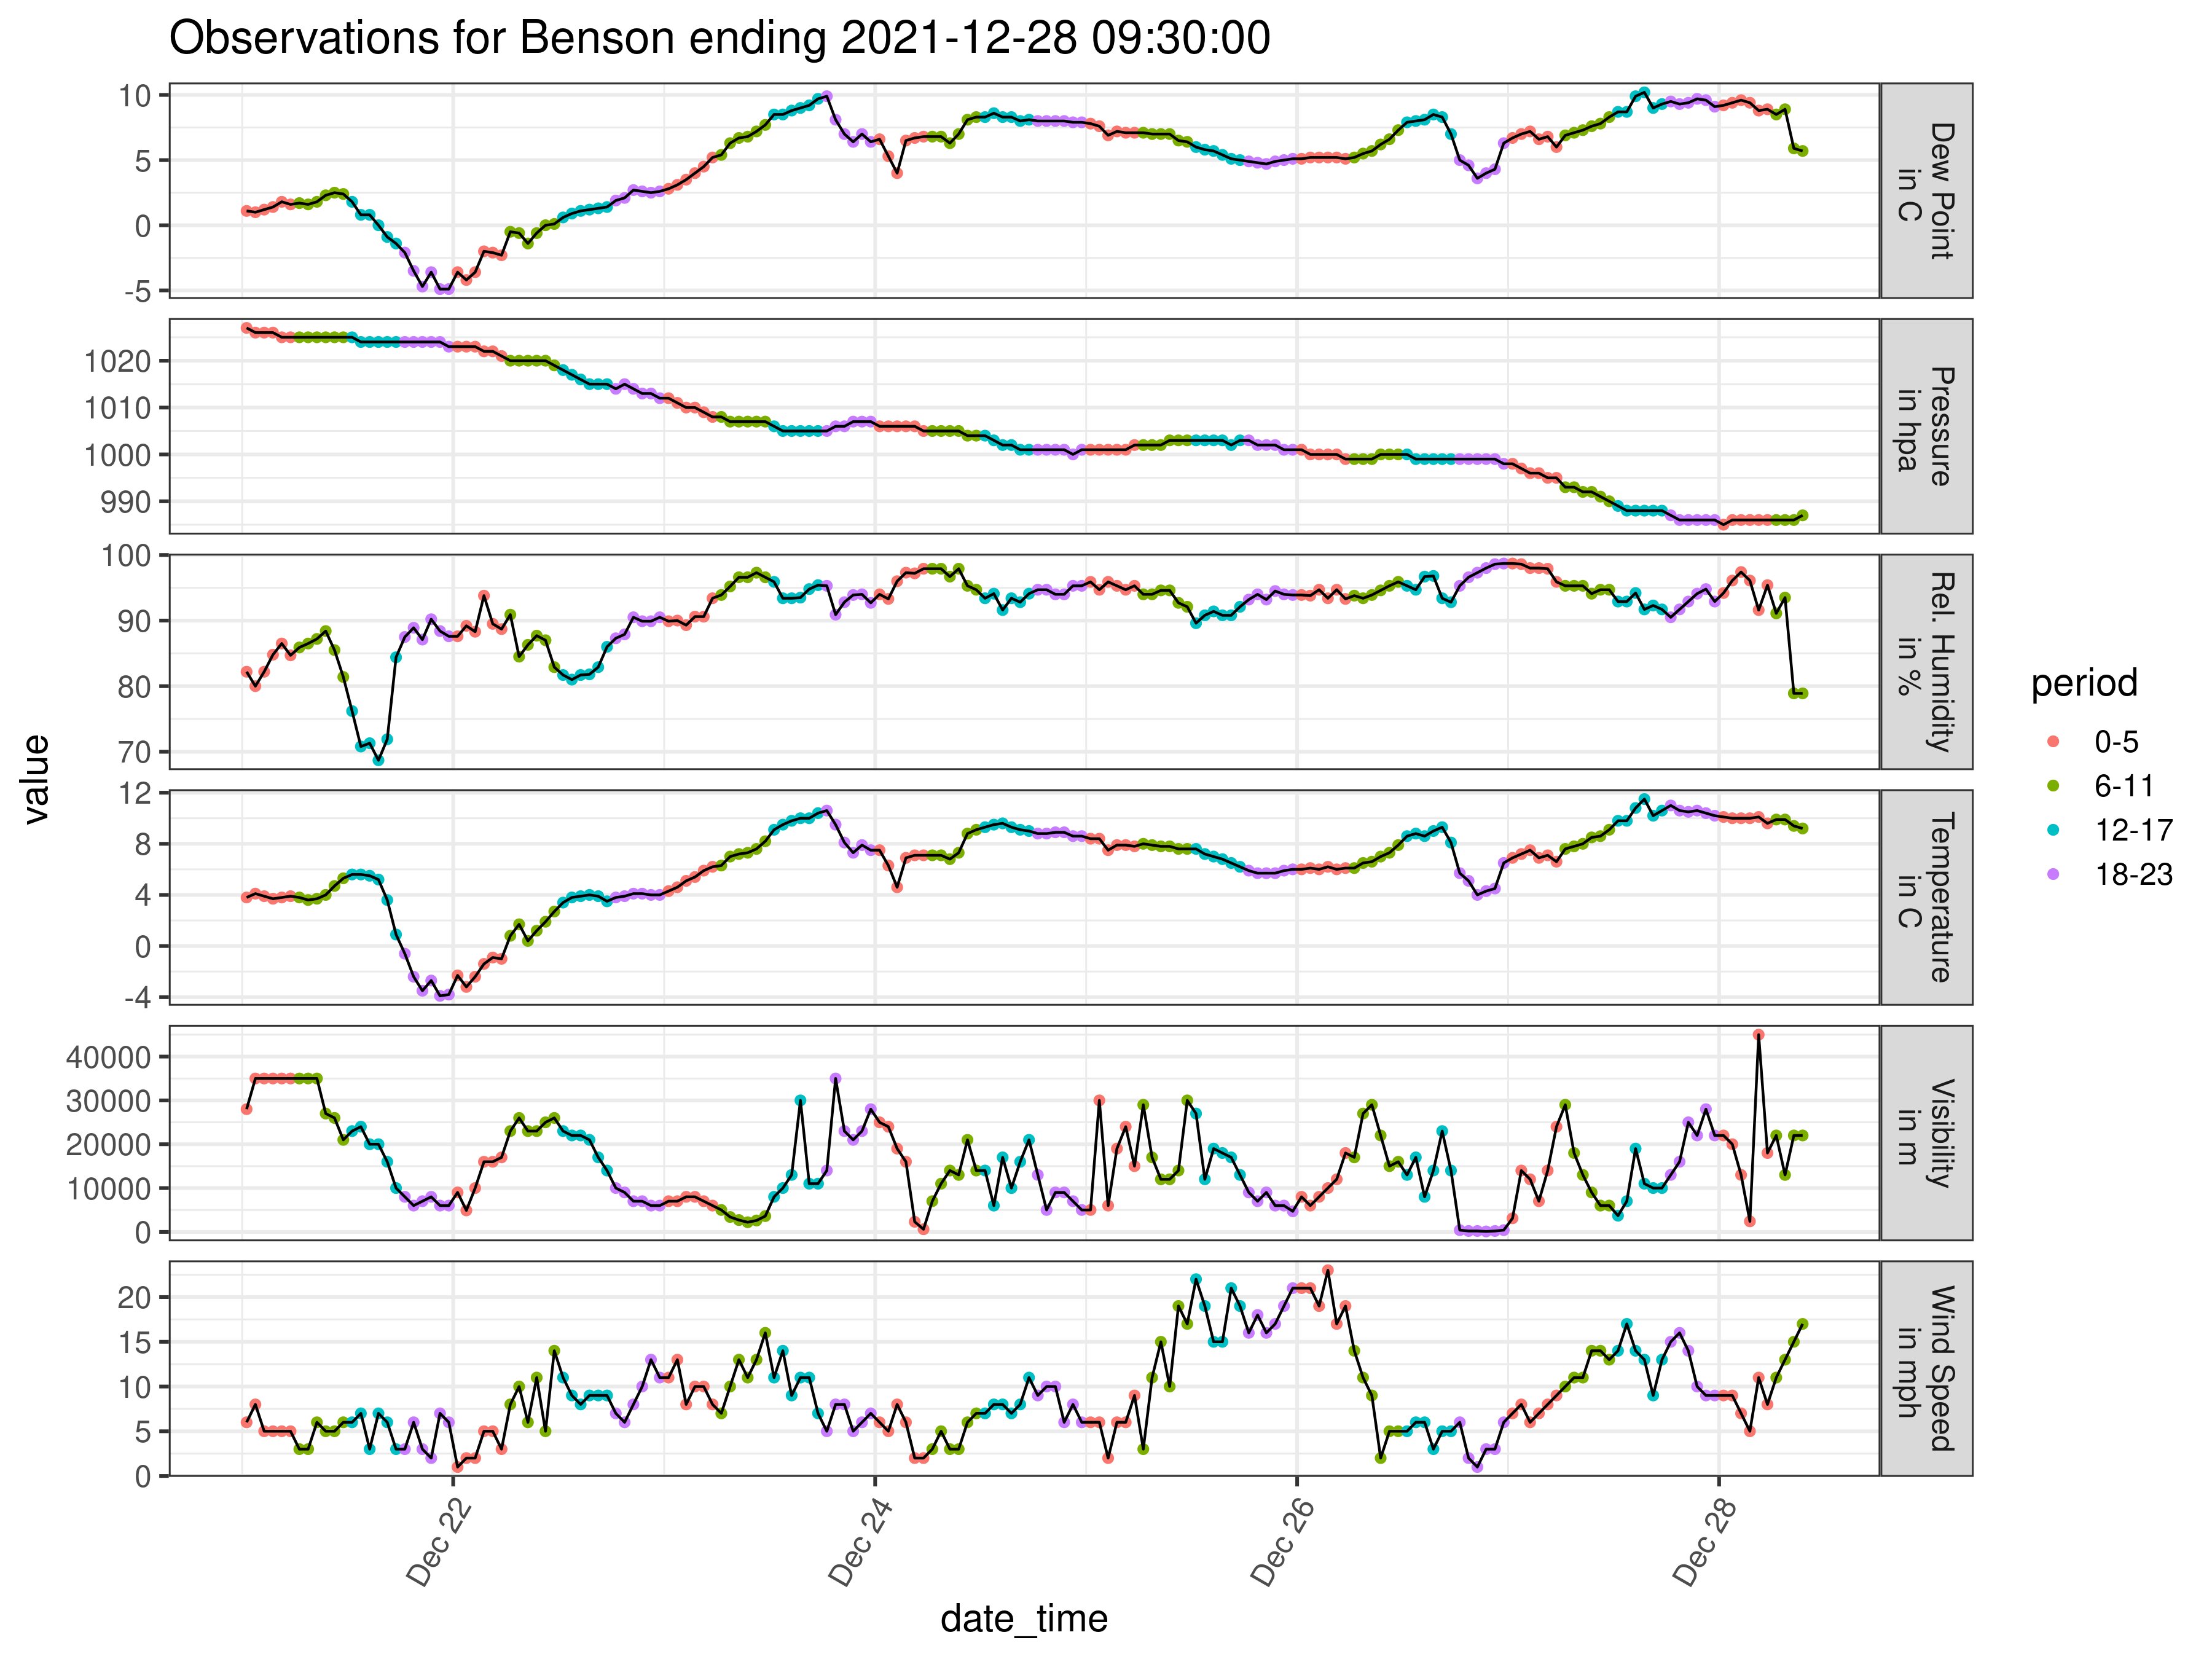 Observations for Benson ending 2021-12-28 09:30:00
value
10
5
0
-5
Dew Point
in C
1020
1010
1000
990
Pressure
in hpa
100
90
80
70
Rel. Humidity
in %
12
8
4
0
-4
Temperature
in C
40000
30000
20000
10000
0
Visibility
in m
20
15
10
5
0
Wind Speed
in mph
Dec 22
Dec 24
Dec 26
Dec 28
date_time
period
0-5
6-11
12-17
18-23